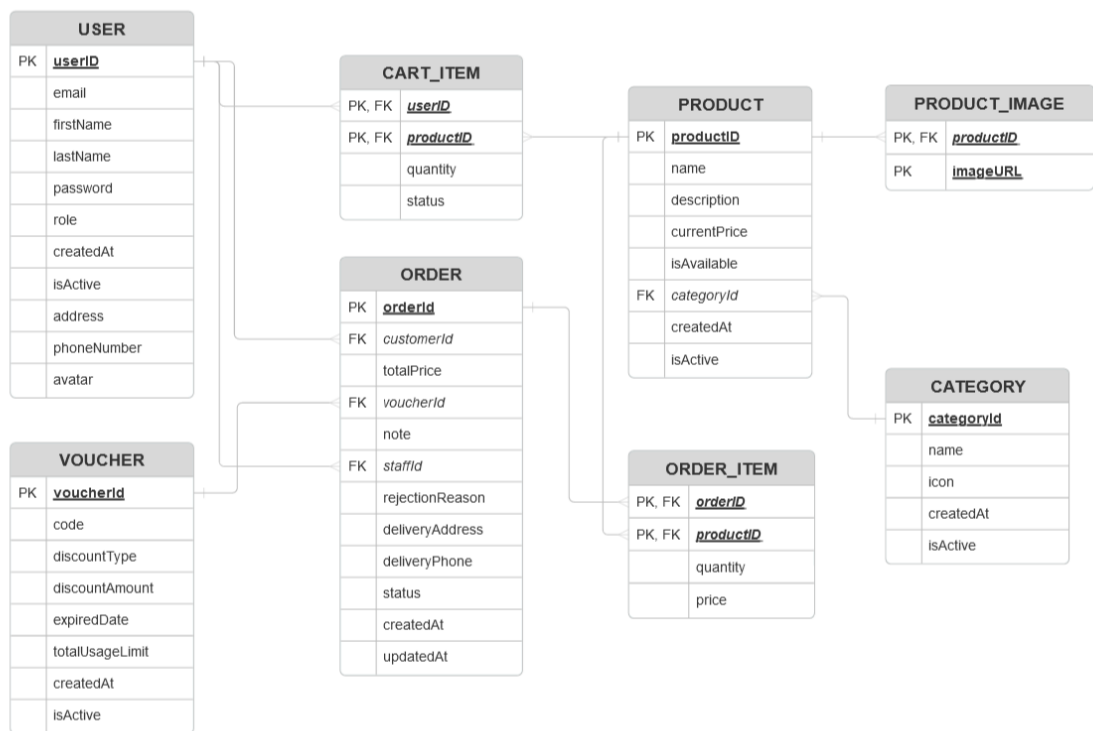 USER
PK userID
email
firstName
lastName
password
role
createdAt
isActive
address
phoneNumber
avatar
VOUCHER
PK voucherId
code
discountType
discountAmount
expiredDate
totalUsageLimit
createdAt
isActive
CART_ITEM
PK, FK userID
PK, FK productID
quantity
status
ORDER
PK orderId
FK customerId
totalPrice
FK voucherId
note
FK staffId
rejectionReason
deliveryAddress
deliveryPhone
status
createdAt
updatedAt
PRODUCT
PK productID
name
description
currentPrice
isAvailable
FK categoryId
createdAt
isActive
ORDER_ITEM
PK, FK orderID
PK, FK productID
quantity
price
PRODUCT_IMAGE
PK, FK productID
PK imageURL
CATEGORY
PK categoryId
name
icon
createdAt
isActive